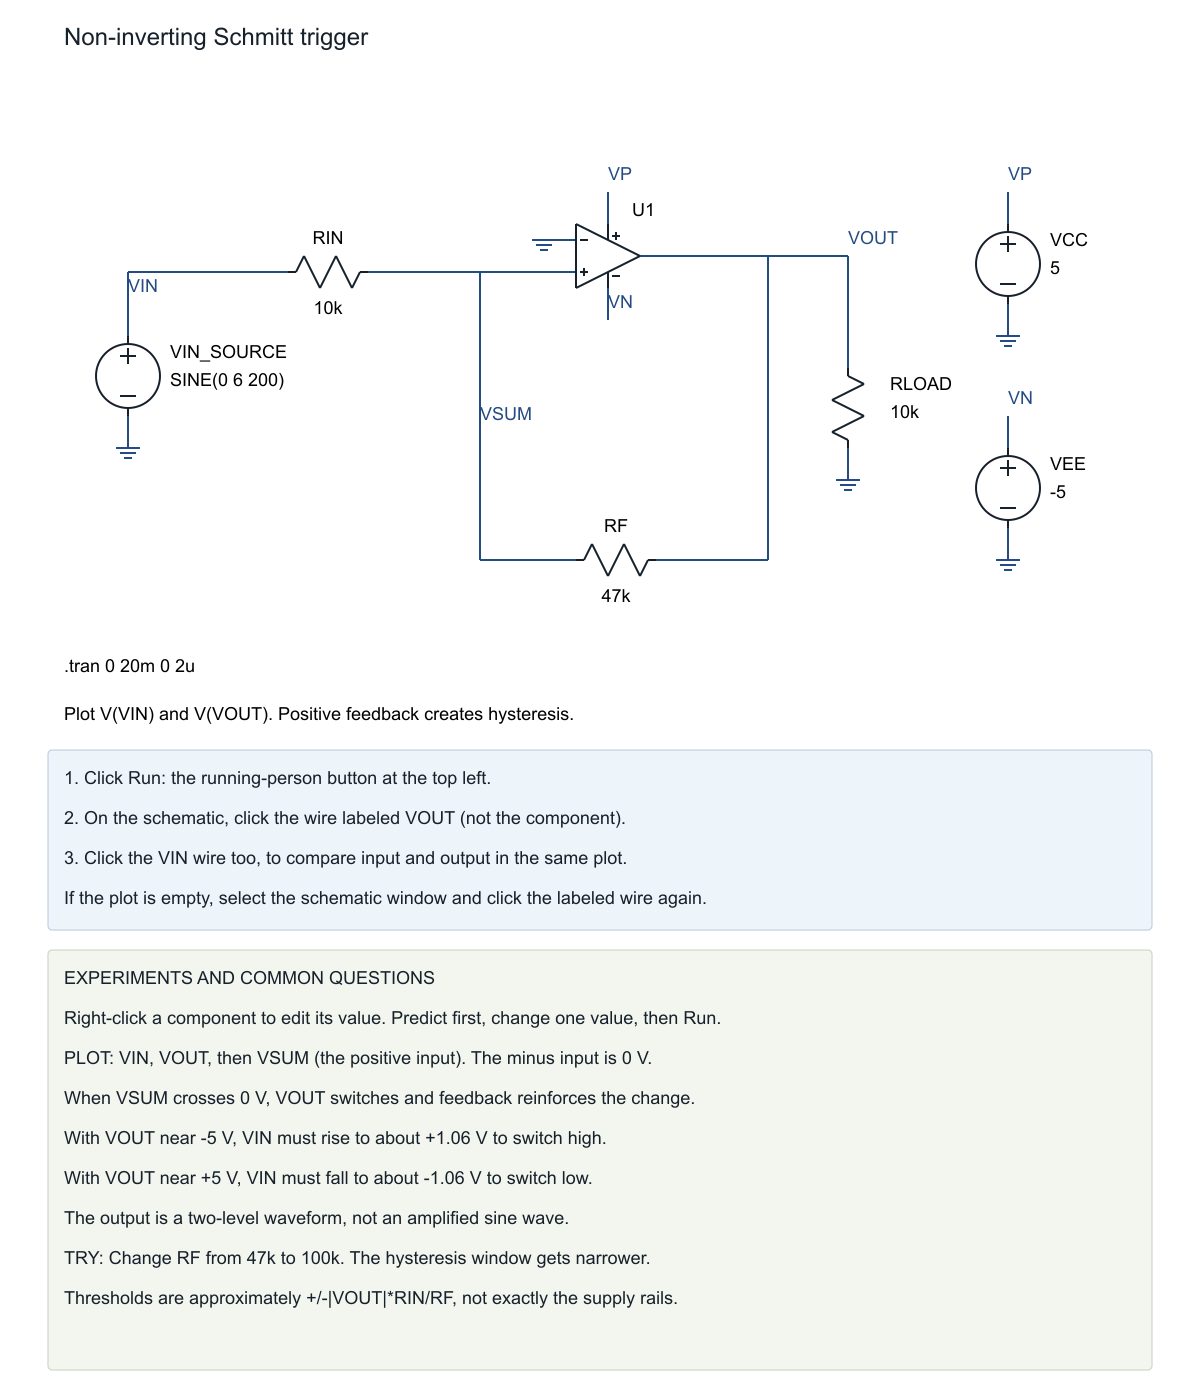 Non-inverting Schmitt trigger
VP
VP
U1
RIN
VOUT
VCC
5
VIN
10k
VN
VIN_SOURCE
SINE(0 6 200)
RLOAD
10k
VN
VSUM
VEE
-5
RF
47k
.tran 0 20m 0 2u
Plot V(VIN) and V(VOUT). Positive feedback creates hysteresis.
1. Click Run: the running-person button at the top left.
2. On the schematic, click the wire labeled VOUT (not the component).
3. Click the VIN wire too, to compare input and output in the same plot.
If the plot is empty, select the schematic window and click the labeled wire again.
EXPERIMENTS AND COMMON QUESTIONS
Right-click a component to edit its value. Predict first, change one value, then Run.
PLOT: VIN, VOUT, then VSUM (the positive input). The minus input is 0 V.
When VSUM crosses 0 V, VOUT switches and feedback reinforces the change.
With VOUT near -5 V, VIN must rise to about +1.06 V to switch high.
With VOUT near +5 V, VIN must fall to about -1.06 V to switch low.
The output is a two-level waveform, not an amplified sine wave.
TRY: Change RF from 47k to 100k. The hysteresis window gets narrower.
Thresholds are approximately +/-|VOUT|*RIN/RF, not exactly the supply rails.